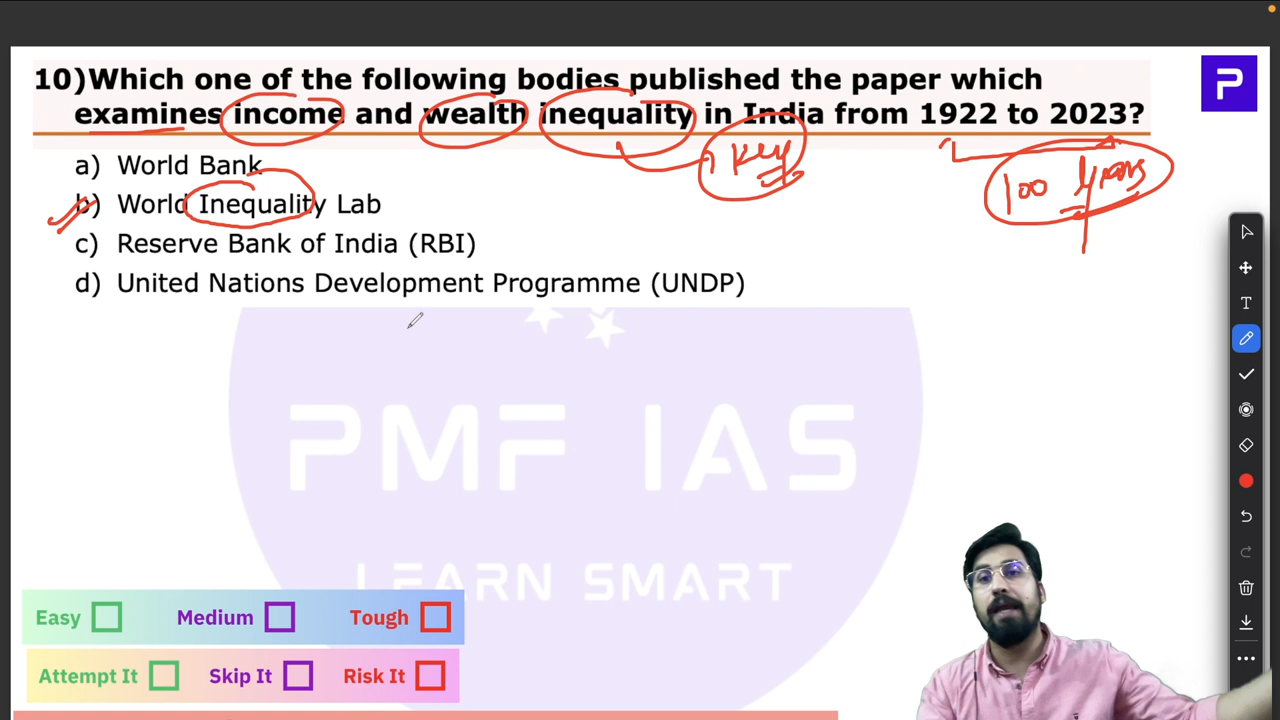 10)Which one of the following bodies published the paper which
examines income and wealth inequality in India from 1922 to 2023?
Key
100 Years
a) World Bank
b) World Inequality Lab
c) Reserve Bank of India (RBI)
d) United Nations Development Programme (UNDP)
PMF IAS
LEARN SMART
Easy Medium Tough
Attempt It Skip It Risk It
P
T